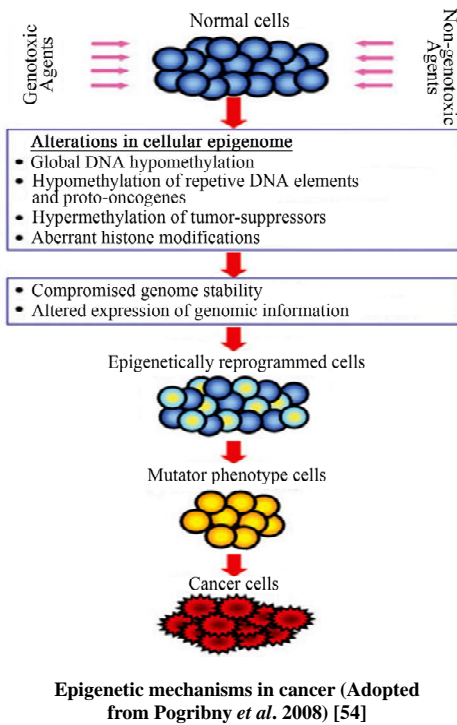 Normal cells
Genotoxic
Agents
Non-genotoxic
Agents
Alterations in cellular epigenome
• Global DNA hypomethylation
• Hypomethylation of repetive DNA elements
and proto-oncogenes
• Hypermethylation of tumor-suppressors
• Aberrant histone modifications
• Compromised genome stability
• Altered expression of genomic information
Epigenetically reprogrammed cells
Mutator phenotype cells
Cancer cells
Epigenetic mechanisms in cancer (Adopted
from Pogribny et al. 2008) [54]